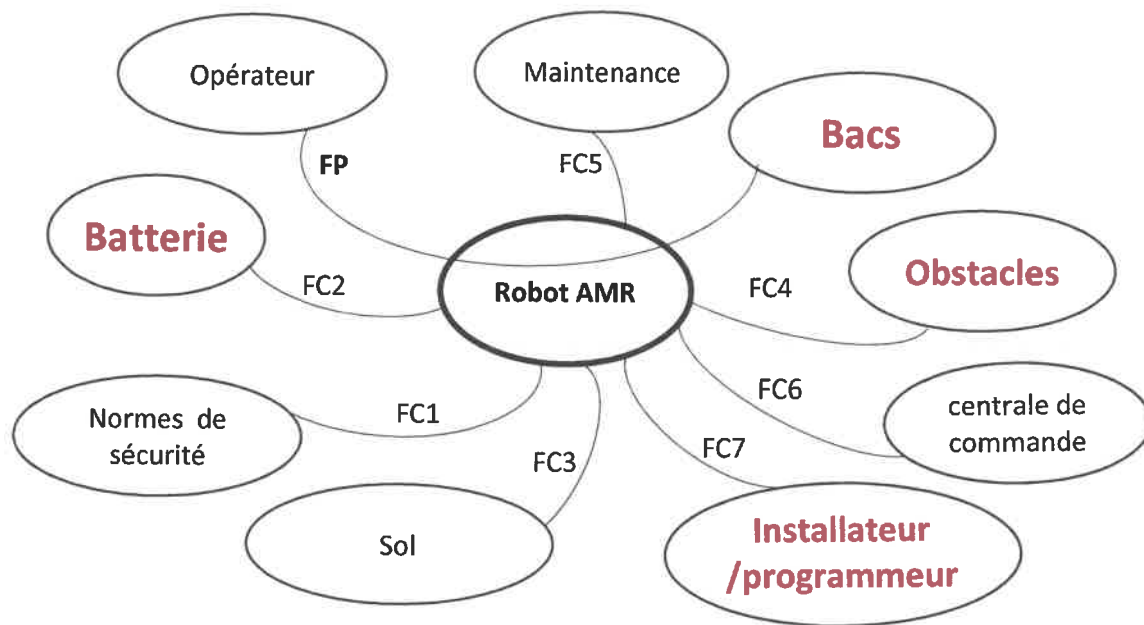 Opérateur
Maintenance
Bacs
FP
FC5
Batterie
Obstacles
FC2
Robot AMR
FC4
Normes de
sécurité
FC1
FC6
centrale de
commande
FC3
FC7
Sol
Installateur
/programmeur